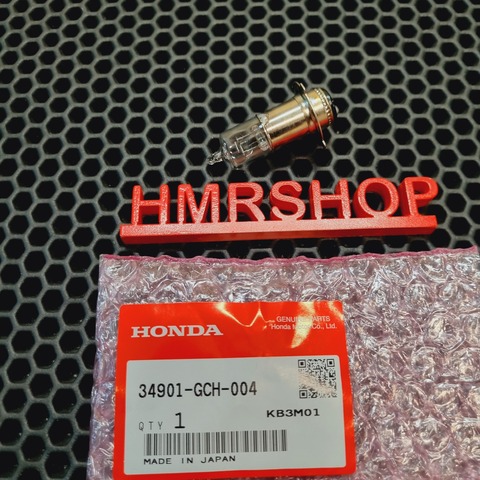 HMRSHOP
HONDA
GENUINE PARTS
Honda Motor Co., Ltd.
34901-GCH-004
QTY 1
KB3M01
MADE IN JAPAN